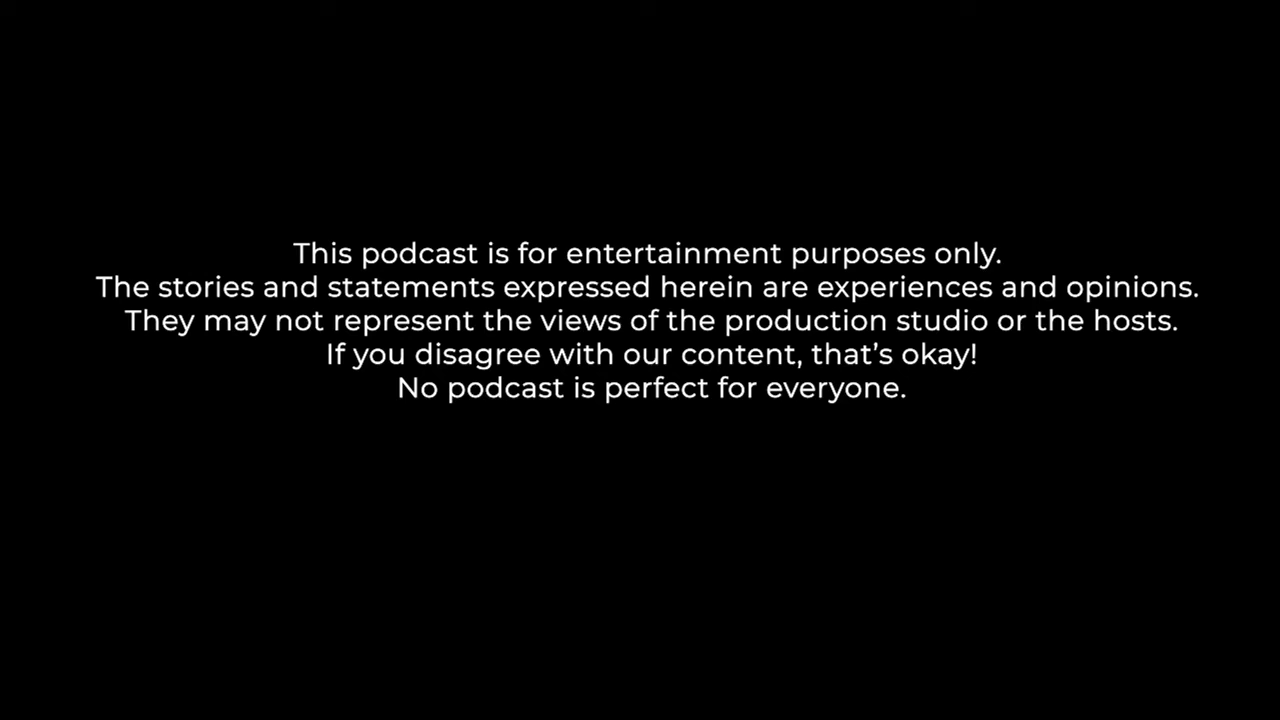 This podcast is for entertainment purposes only.
The stories and statements expressed herein are experiences and opinions.
They may not represent the views of the production studio or the hosts.
If you disagree with our content, that’s okay!
No podcast is perfect for everyone.